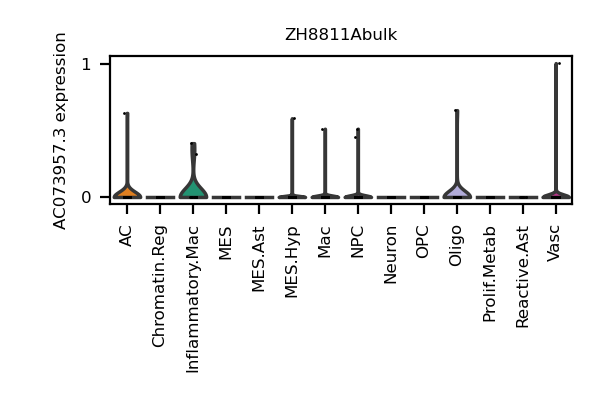 ZH8811Abulk
AC073957.3 expression
1
0
AC
Chromatin.Reg
Inflammatory.Mac
MES
MES.Ast
MES.Hyp
Mac
NPC
Neuron
OPC
Oligo
Prolif.Metab
Reactive.Ast
Vasc